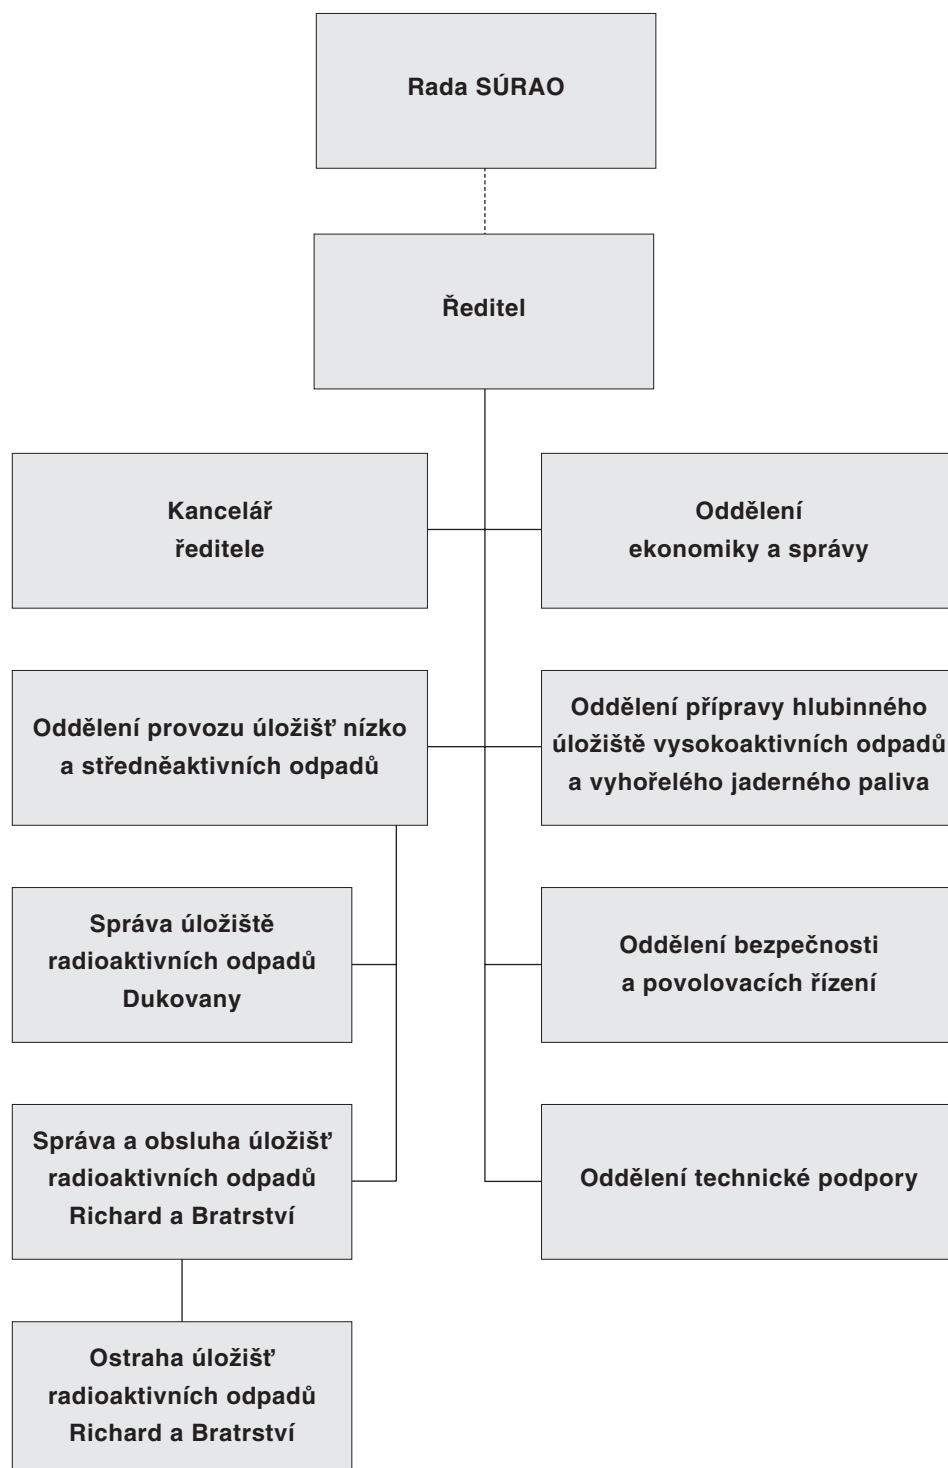 Rada SÚRAO
Ředitel
Kancelář
ředitele
Oddělení
ekonomiky a správy
Oddělení provozu úložišť nízko
a středněaktivních odpadů
Oddělení přípravy hlubinného
úložiště vysokoaktivních odpadů
a vyhořelého jaderného paliva
Správa úložiště
radioaktivních odpadů
Dukovany
Oddělení bezpečnosti
a povolovacích řízení
Správa a obsluha úložišť
radioaktivních odpadů
Richard a Bratrství
Oddělení technické podpory
Ostraha úložišť
radioaktivních odpadů
Richard a Bratrství